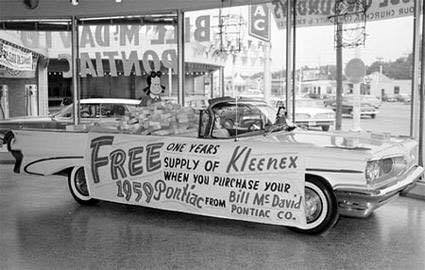 BILL McDAVID
PONTIAC
AC
FREE ONE YEARS
SUPPLY OF Kleenex
WHEN YOU PURCHASE YOUR
1959 Pontiac FROM Bill McDavid
PONTIAC CO.